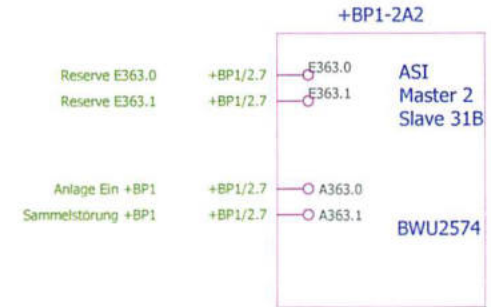 +BP1-2A2
Reserve E363.0 +BP1/2.7 E363.0 ASI
Reserve E363.1 +BP1/2.7 E363.1 Master 2
Slave 31B
Anlage Ein +BP1 +BP1/2.7 A363.0
Sammelstörung +BP1 +BP1/2.7 A363.1
BWU2574